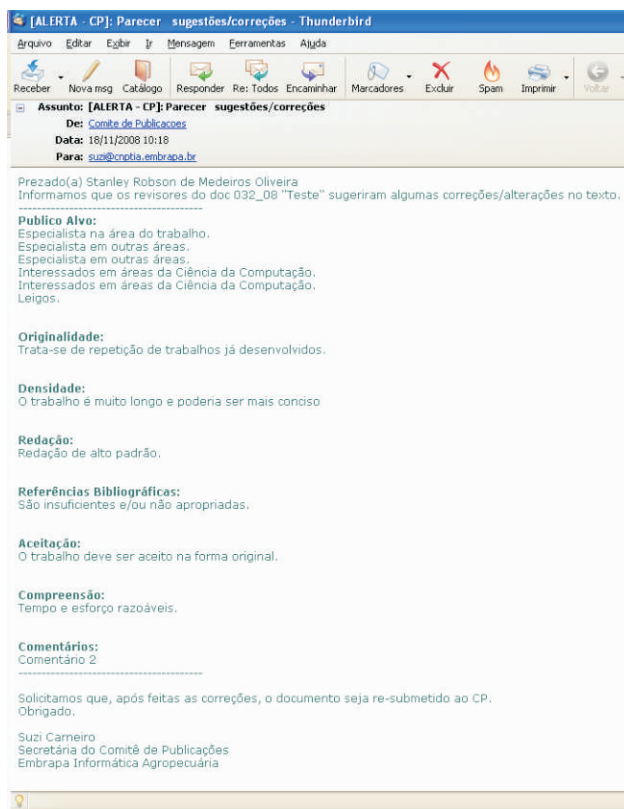 [ALERTA - CP]: Parecer sugestões/correções - Thunderbird
Arquivo Editar Exibir Ir Mensagem Ferramentas Ajuda
Receber Nova msg Catálogo Responder Re: Todos Encaminhar Marcadores Excluir Spam Imprimir Voltar
Assunto: [ALERTA - CP]: Parecer sugestões/correções
De: Comite de Publicacoes
Data: 18/11/2008 10:18
Para: suzi@cnptia.embrapa.br
Prezado(a) Stanley Robson de Medeiros Oliveira
Informamos que os revisores do doc 032_08 "Teste" sugeriram algumas correções/alterações no texto.
----------------------------------------
Publico Alvo:
Especialista na área do trabalho.
Especialista em outras áreas.
Especialista em outras áreas.
Interessados em áreas da Ciência da Computação.
Interessados em áreas da Ciência da Computação.
Leigos.
Originalidade:
Trata-se de repetição de trabalhos já desenvolvidos.
Densidade:
O trabalho é muito longo e poderia ser mais conciso
Redação:
Redação de alto padrão.
Referências Bibliográficas:
São insuficientes e/ou não apropriadas.
Aceitação:
O trabalho deve ser aceito na forma original.
Compreensão:
Tempo e esforço razoáveis.
Comentários:
Comentário 2
----------------------------------------
Solicitamos que, após feitas as correções, o documento seja re-submetido ao CP.
Obrigado.
Suzi Carneiro
Secretária do Comitê de Publicações
Embrapa Informática Agropecuária